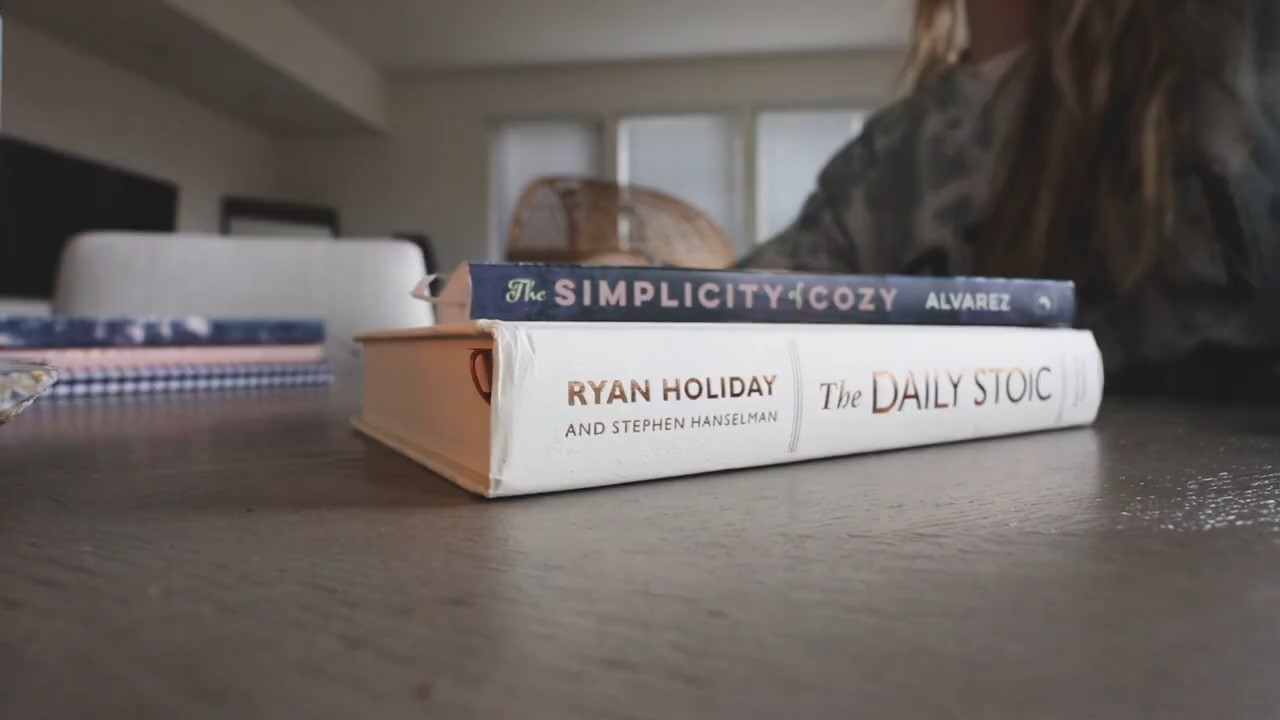 The SIMPLICITY of COZY ALVAREZ
RYAN HOLIDAY
AND STEPHEN HANSELMAN
The DAILY STOIC